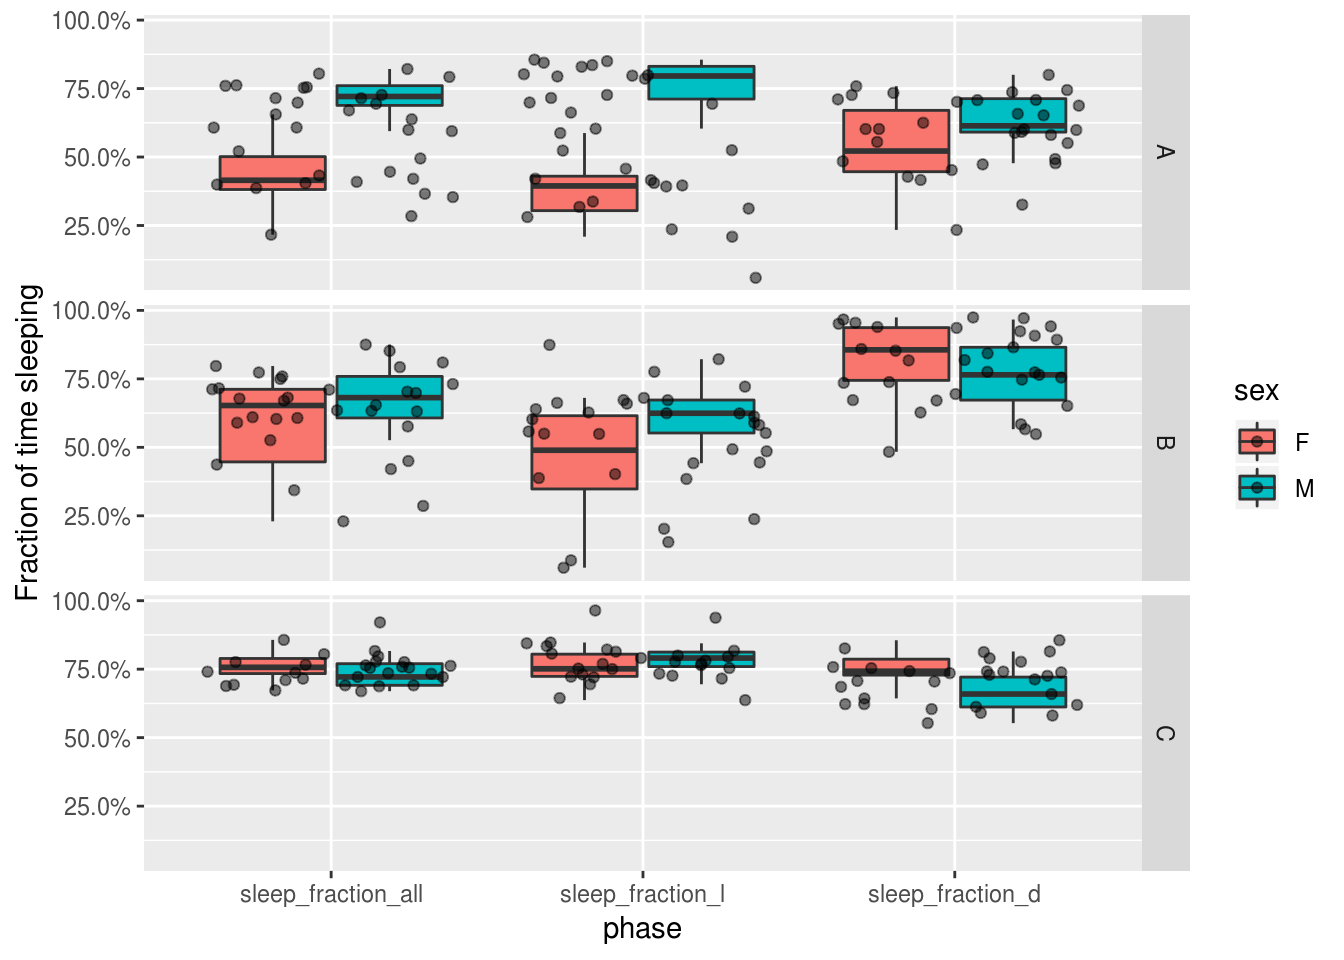 100.0%
75.0%
50.0%
25.0%
A
100.0%
75.0%
50.0%
25.0%
B
100.0%
75.0%
50.0%
25.0%
C
Fraction of time sleeping
sleep_fraction_all
sleep_fraction_l
sleep_fraction_d
phase
sex
F
M